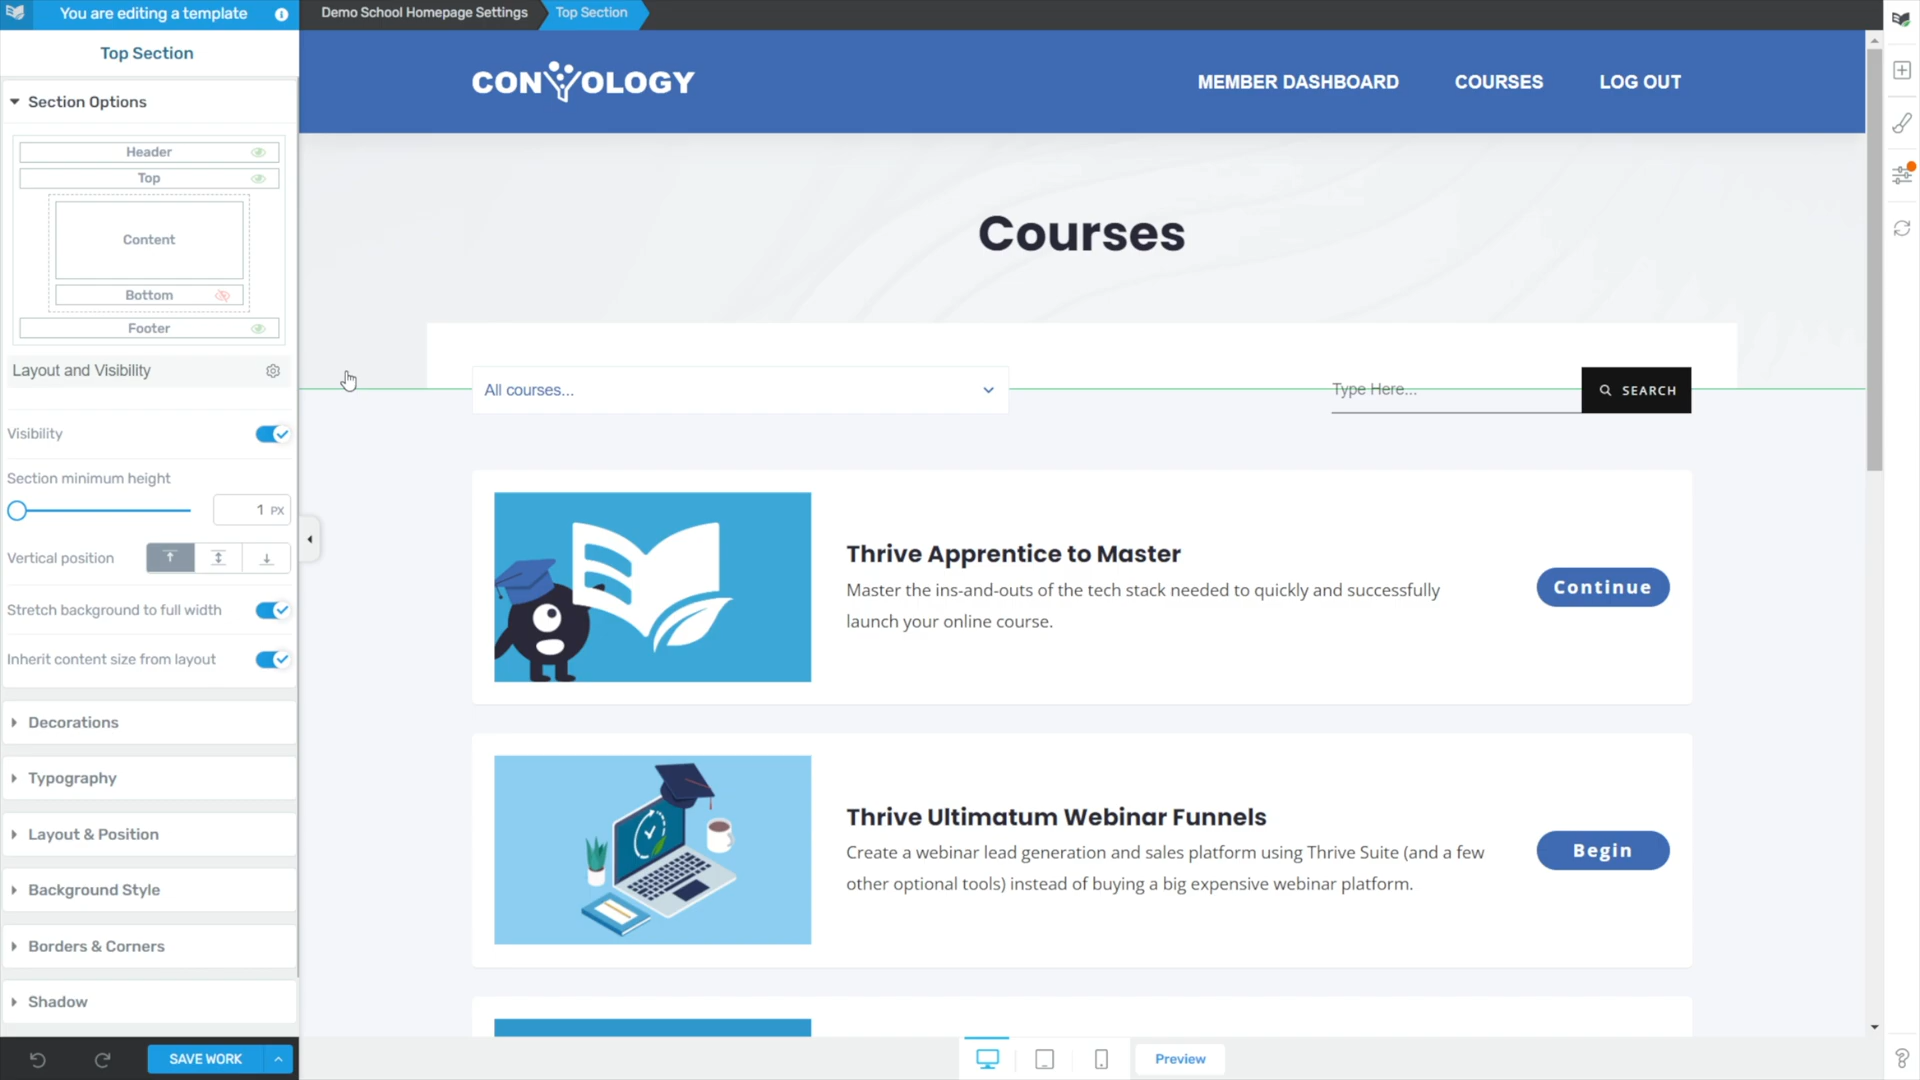 You are editing a template
Demo School Homepage Settings
Top Section
Top Section
Section Options
Header
Top
Content
Bottom
Footer
Layout and Visibility
Visibility
Section minimum height
1 PX
Vertical position
Stretch background to full width
Inherit content size from layout
Decorations
Typography
Layout & Position
Background Style
Borders & Corners
Shadow
SAVE WORK
CONVOLOGY
MEMBER DASHBOARD
COURSES
LOG OUT
Courses
All courses...
Type Here...
SEARCH
Thrive Apprentice to Master
Master the ins-and-outs of the tech stack needed to quickly and successfully
launch your online course.
Continue
Thrive Ultimatum Webinar Funnels
Create a webinar lead generation and sales platform using Thrive Suite (and a few
other optional tools) instead of buying a big expensive webinar platform.
Begin
Preview